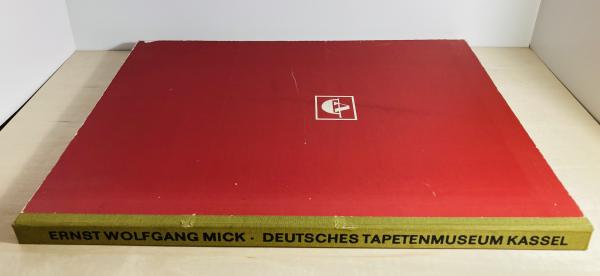 ERNST WOLFGANG MICK · DEUTSCHES TAPETENMUSEUM KASSEL